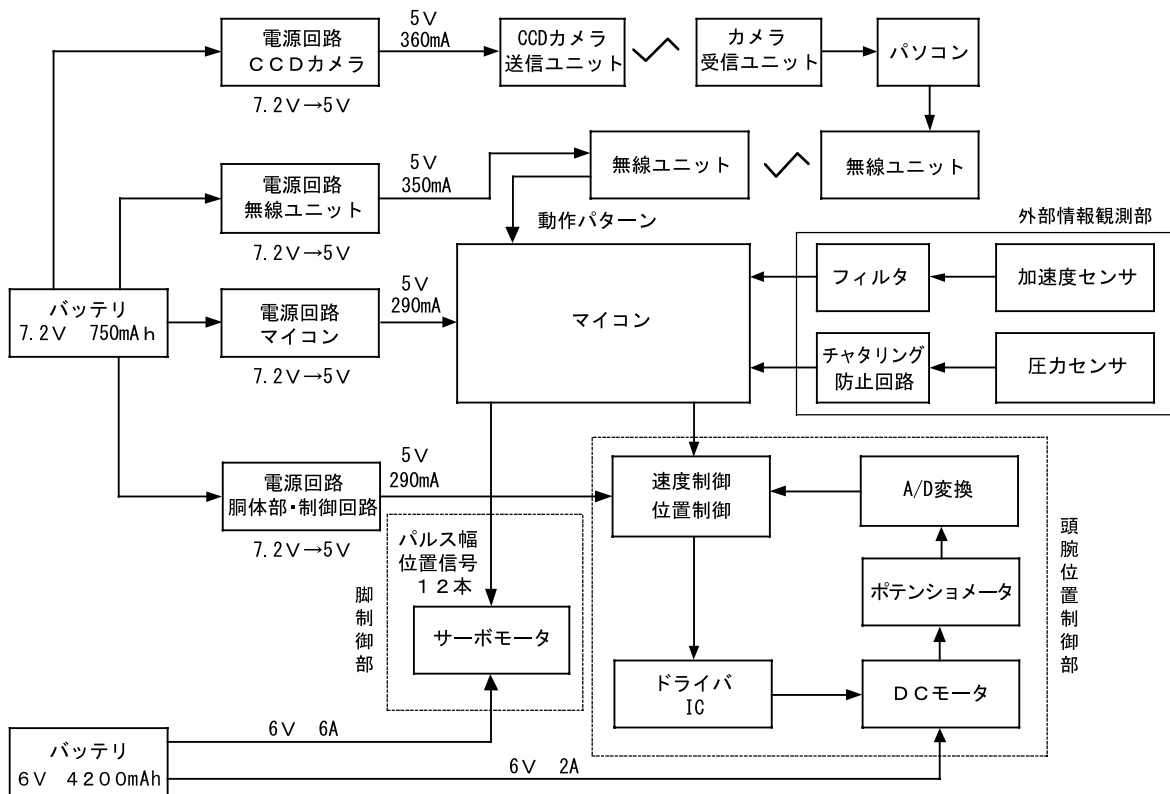 電源回路
CCDカメラ
7.2V→5V
5V
360mA
CCDカメラ
送信ユニット
カメラ
受信ユニット
パソコン
電源回路
無線ユニット
7.2V→5V
5V
350mA
無線ユニット
無線ユニット
動作パターン
外部情報観測部
バッテリ
7.2V 750mAh
電源回路
マイコン
7.2V→5V
5V
290mA
マイコン
フィルタ
加速度センサ
チャタリング
防止回路
圧力センサ
電源回路
胴体部・制御回路
7.2V→5V
5V
290mA
速度制御
位置制御
A/D変換
パルス幅
位置信号
12本
脚制御部
サーボモータ
ポテンショメータ
頭腕位置制御部
ドライバ
IC
DCモータ
バッテリ
6V 4200mAh
6V 6A
6V 2A